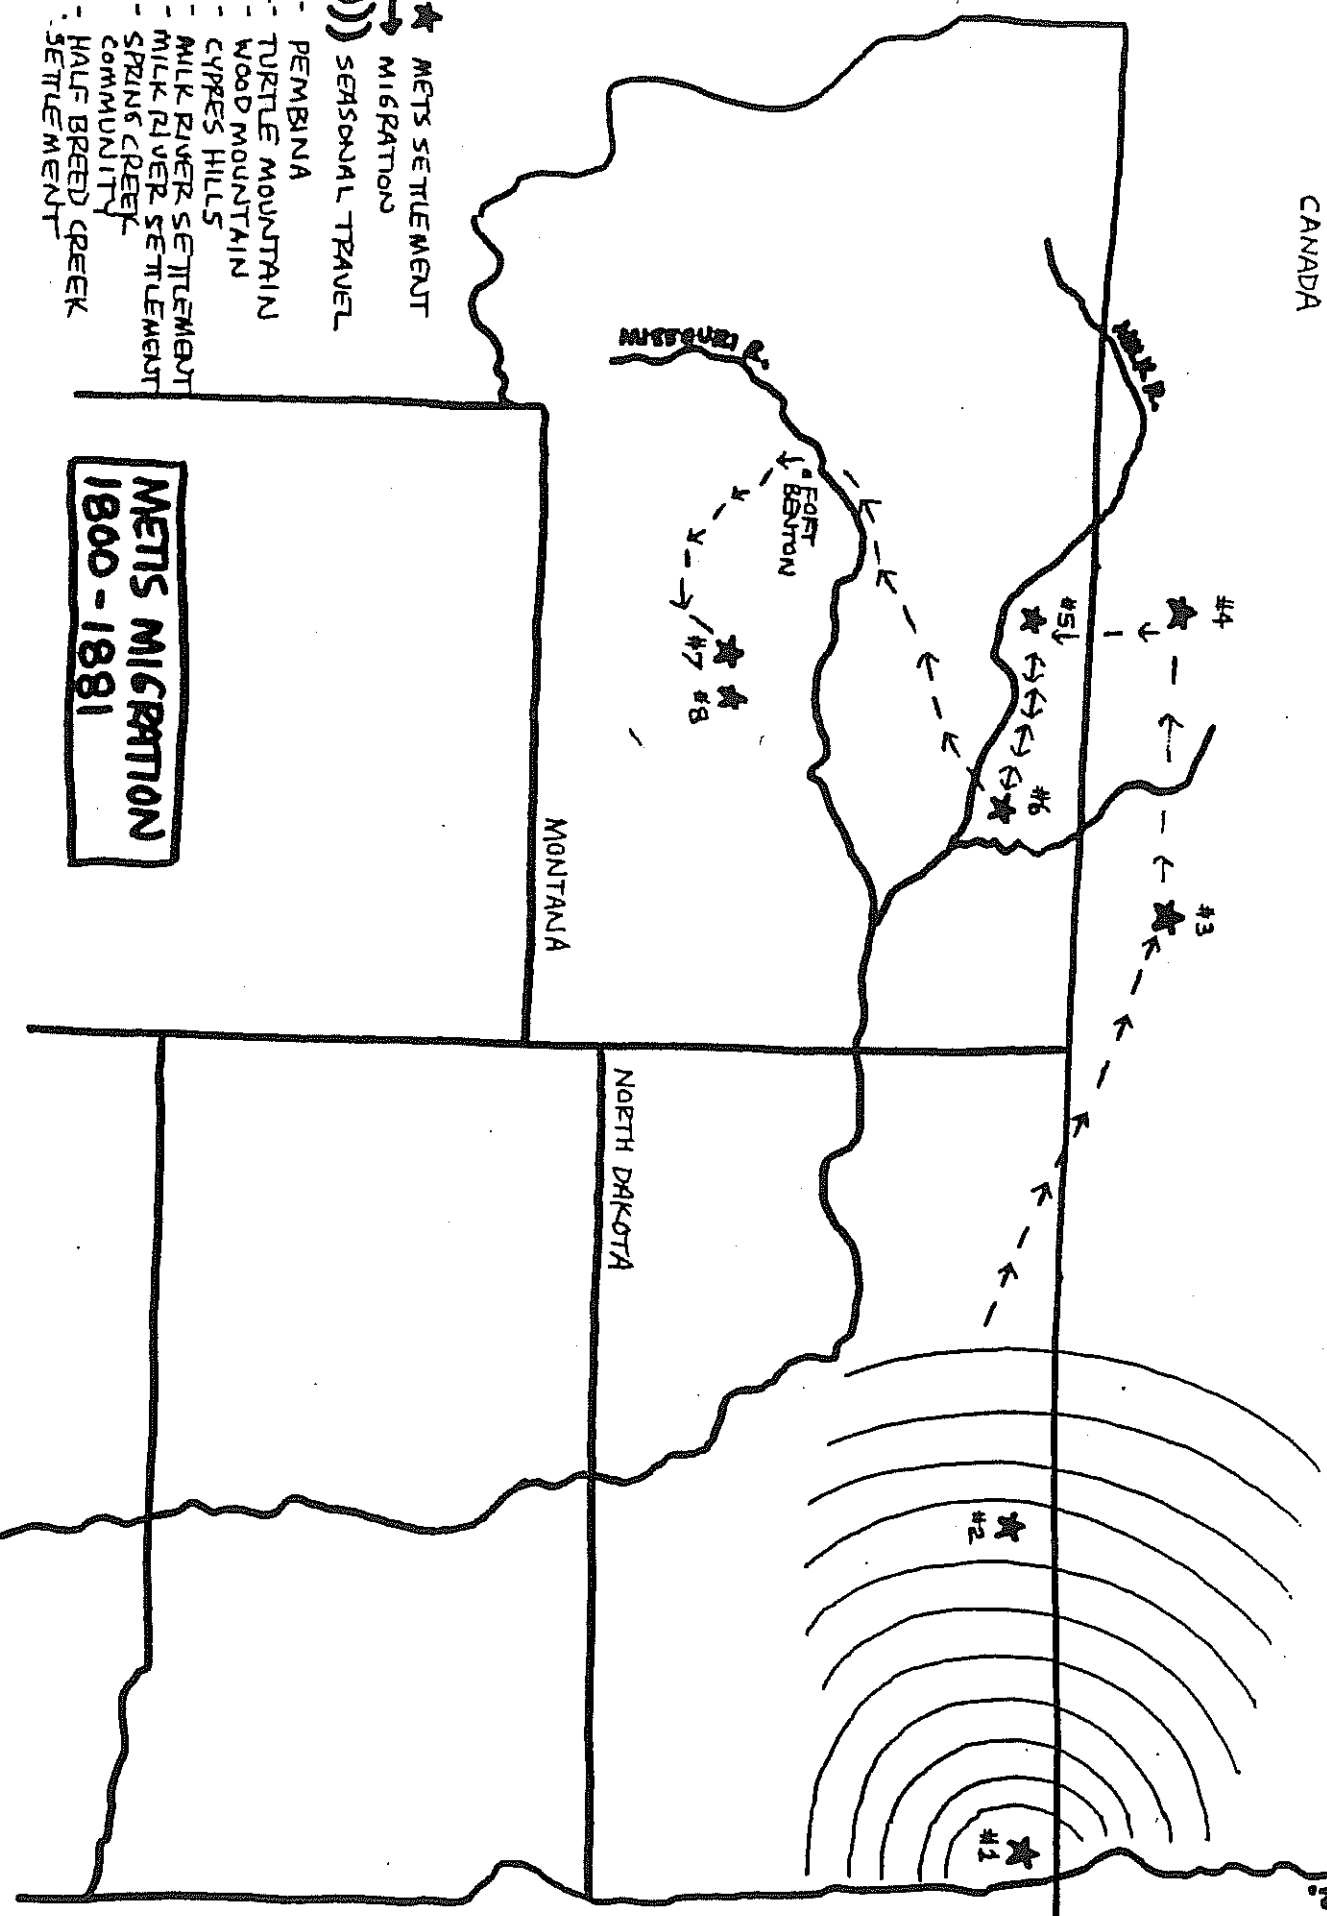 CANADA
MILK R.
MISSOURI R.
FORT
BENTON
#4
#5
#6
#3
#7
#8
#2
#1
MONTANA
NORTH DAKOTA
METIS SETTLEMENT
MIGRATION
SEASONAL TRAVEL
- PEMBINA
- TURTLE MOUNTAIN
- WOOD MOUNTAIN
- CYPRES HILLS
- MILK RIVER SETTLEMENT
- MILK RIVER SETTLEMENT
- SPRING CREEK
COMMUNITY
- HALF BREED CREEK
SETTLEMENT
METIS MIGRATION
1800-1881